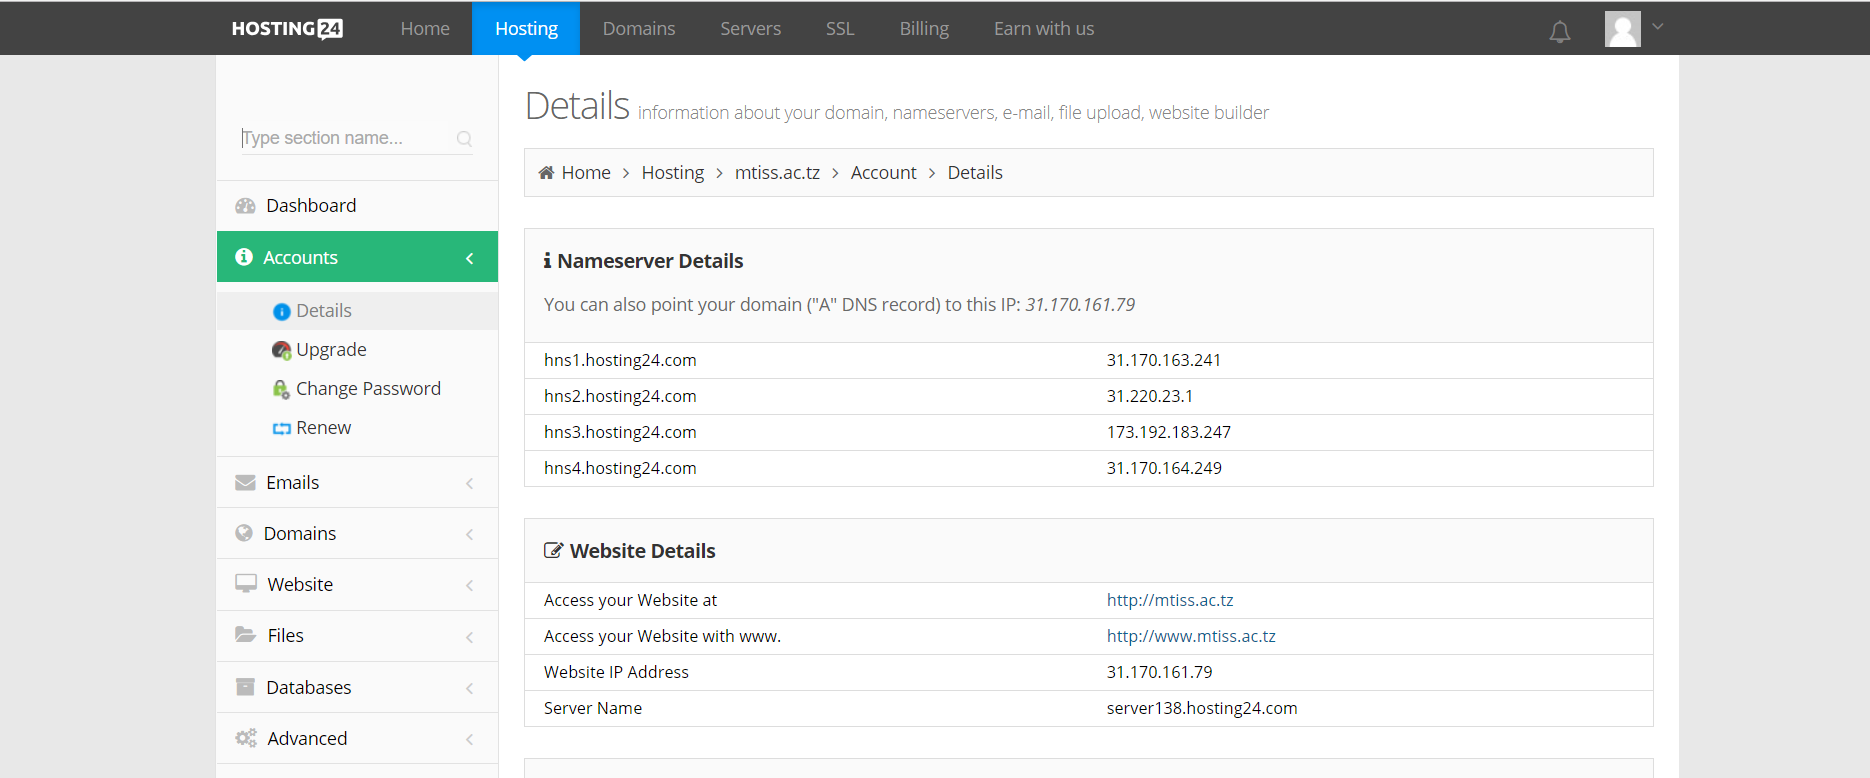 HOSTING24 Home Hosting Domains Servers SSL Billing Earn with us
Type section name...
Dashboard
Accounts
Details
Upgrade
Change Password
Renew
Emails
Domains
Website
Files
Databases
Advanced
Details information about your domain, nameservers, e-mail, file upload, website builder
Home > Hosting > mtiss.ac.tz > Account > Details
Nameserver Details
You can also point your domain ("A" DNS record) to this IP: 31.170.161.79
hns1.hosting24.com 31.170.163.241
hns2.hosting24.com 31.220.23.1
hns3.hosting24.com 173.192.183.247
hns4.hosting24.com 31.170.164.249
Website Details
Access your Website at http://mtiss.ac.tz
Access your Website with www. http://www.mtiss.ac.tz
Website IP Address 31.170.161.79
Server Name server138.hosting24.com